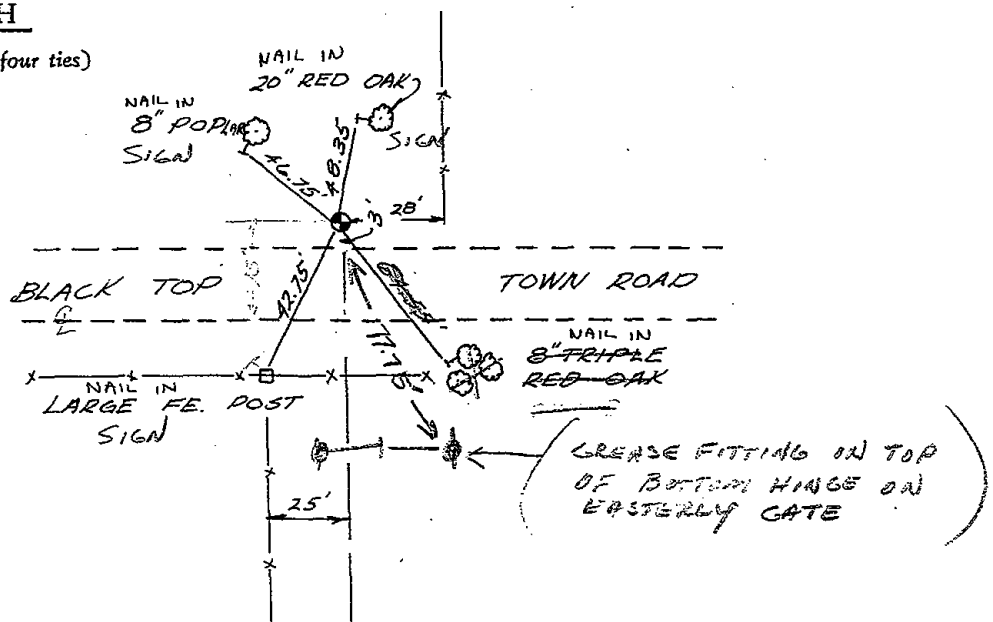 H
four ties)
NAIL IN
20" RED OAK
SIGN
NAIL IN
8" POPLAR
SIGN
46.75'
48.35
3'
28'
BLACK TOP
TOWN ROAD
42.75'
77.75'
NAIL IN
8" TRIPLE
RED OAK
NAIL IN
LARGE FE. POST
SIGN
25'
GREASE FITTING ON TOP
OF BOTTOM HINGE ON
EASTERLY GATE